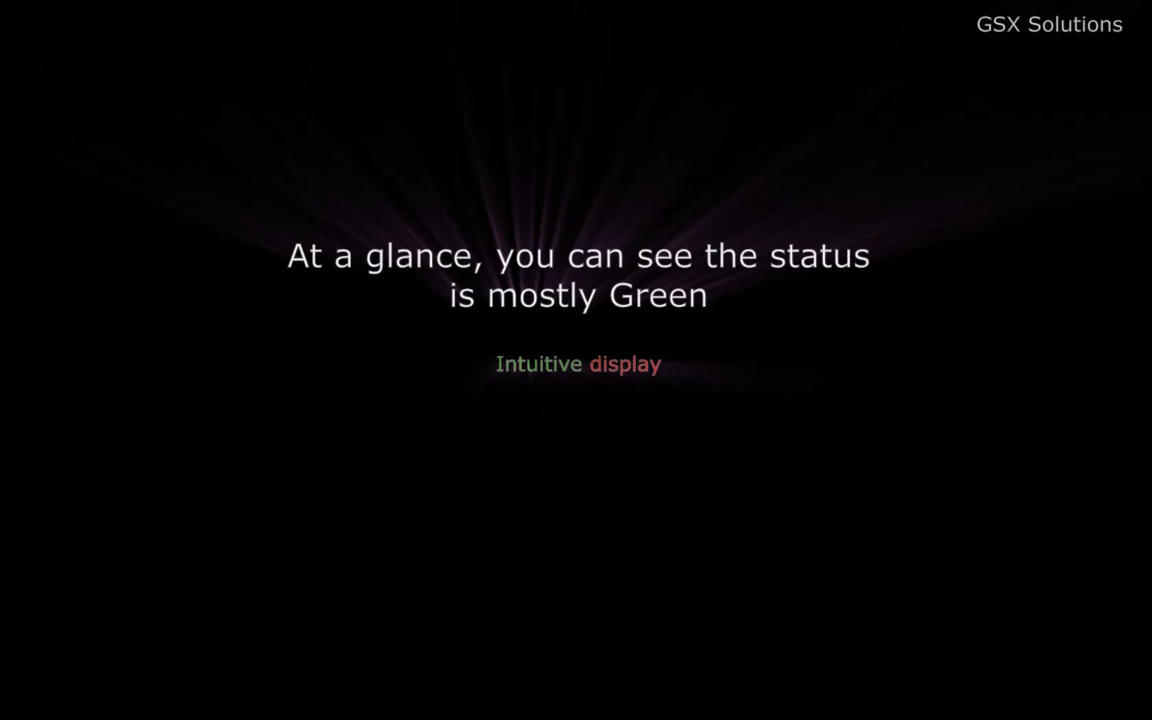 GSX Solutions
At a glance, you can see the status
is mostly Green
Intuitive display